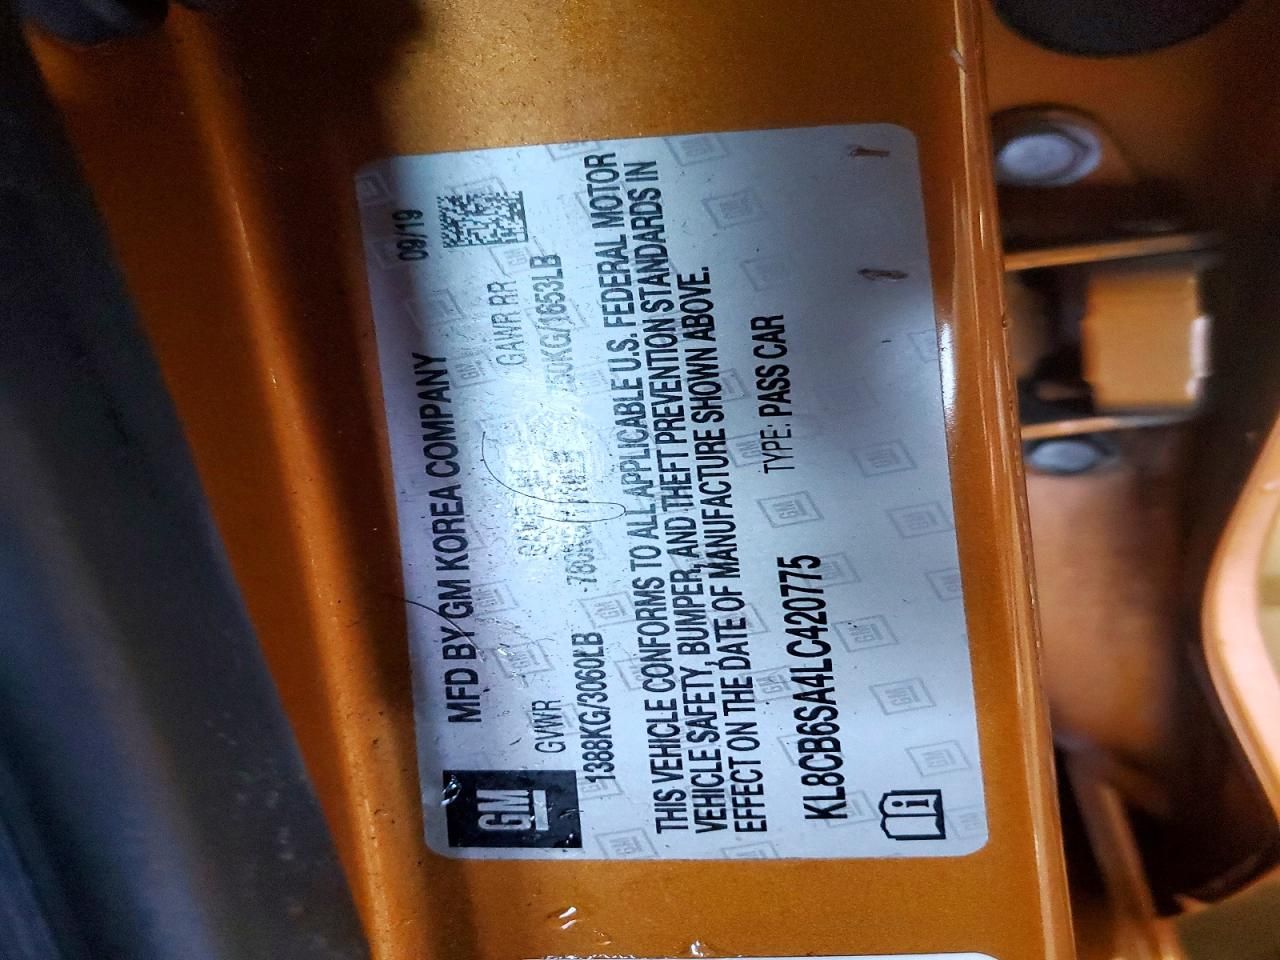 GM
MFD BY GM KOREA COMPANY 09/19
GVWR GAWR RR
1388KG/3060LB
THIS VEHICLE CONFORMS TO ALL APPLICABLE U.S. FEDERAL MOTOR
VEHICLE SAFETY, BUMPER, AND THEFT PREVENTION STANDARDS IN
EFFECT ON THE DATE OF MANUFACTURE SHOWN ABOVE.
KL8CB6SA4LC420775 TYPE: PASS CAR
i